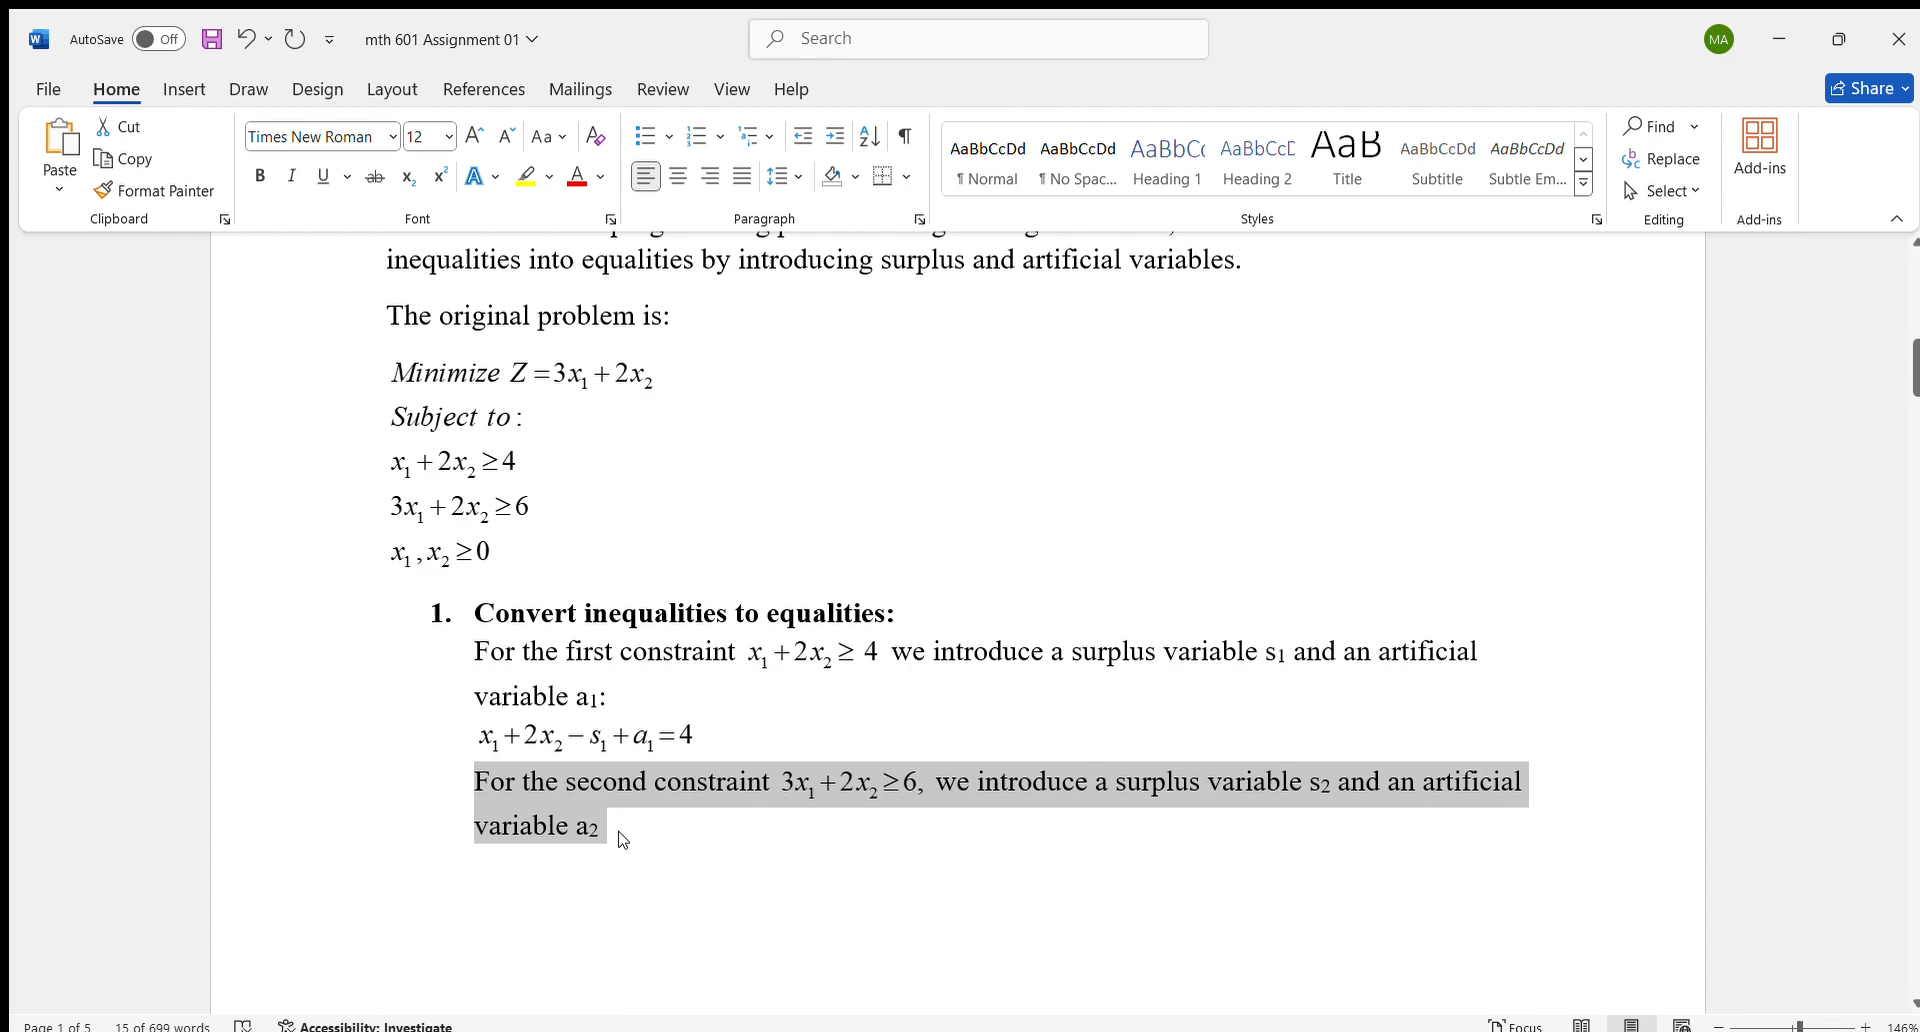 AutoSave Off mth 601 Assignment 01 Search MA
File Home Insert Draw Design Layout References Mailings Review View Help Share
Paste Cut Copy Format Painter
Clipboard
Times New Roman 12 Aa
B I U ab x₂ x² A A
Font
Paragraph
AaBbCcDd AaBbCcDd AaBbCc AaBbCcD AaB AaBbCcDd AaBbCcDd
¶ Normal ¶ No Spac... Heading 1 Heading 2 Title Subtitle Subtle Em...
Styles
Find
Replace
Select
Editing
Add-ins
Add-ins
inequalities into equalities by introducing surplus and artificial variables.
The original problem is:
Minimize Z = 3x₁ + 2x₂
Subject to :
x₁ + 2x₂ ≥ 4
3x₁ + 2x₂ ≥ 6
x₁ , x₂ ≥ 0
1. Convert inequalities to equalities:
For the first constraint x₁ + 2x₂ ≥ 4 we introduce a surplus variable s₁ and an artificial
variable a₁:
x₁ + 2x₂ − s₁ + a₁ = 4
For the second constraint 3x₁ + 2x₂ ≥ 6, we introduce a surplus variable s₂ and an artificial
variable a₂
Page 1 of 5 15 of 699 words Accessibility: Investigate Focus 146%